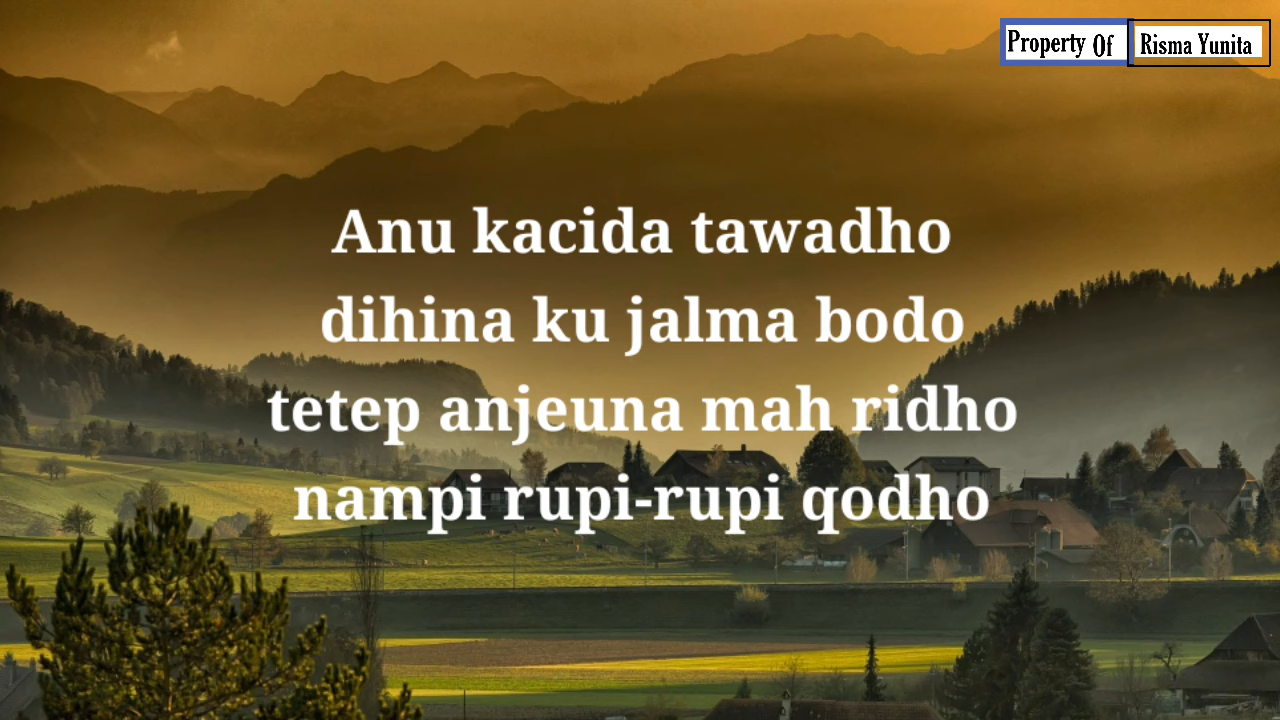 Property Of Risma Yunita
Anu kacida tawadho
dihina ku jalma bodo
tetep anjeuna mah ridho
nampi rupi-rupi qodho